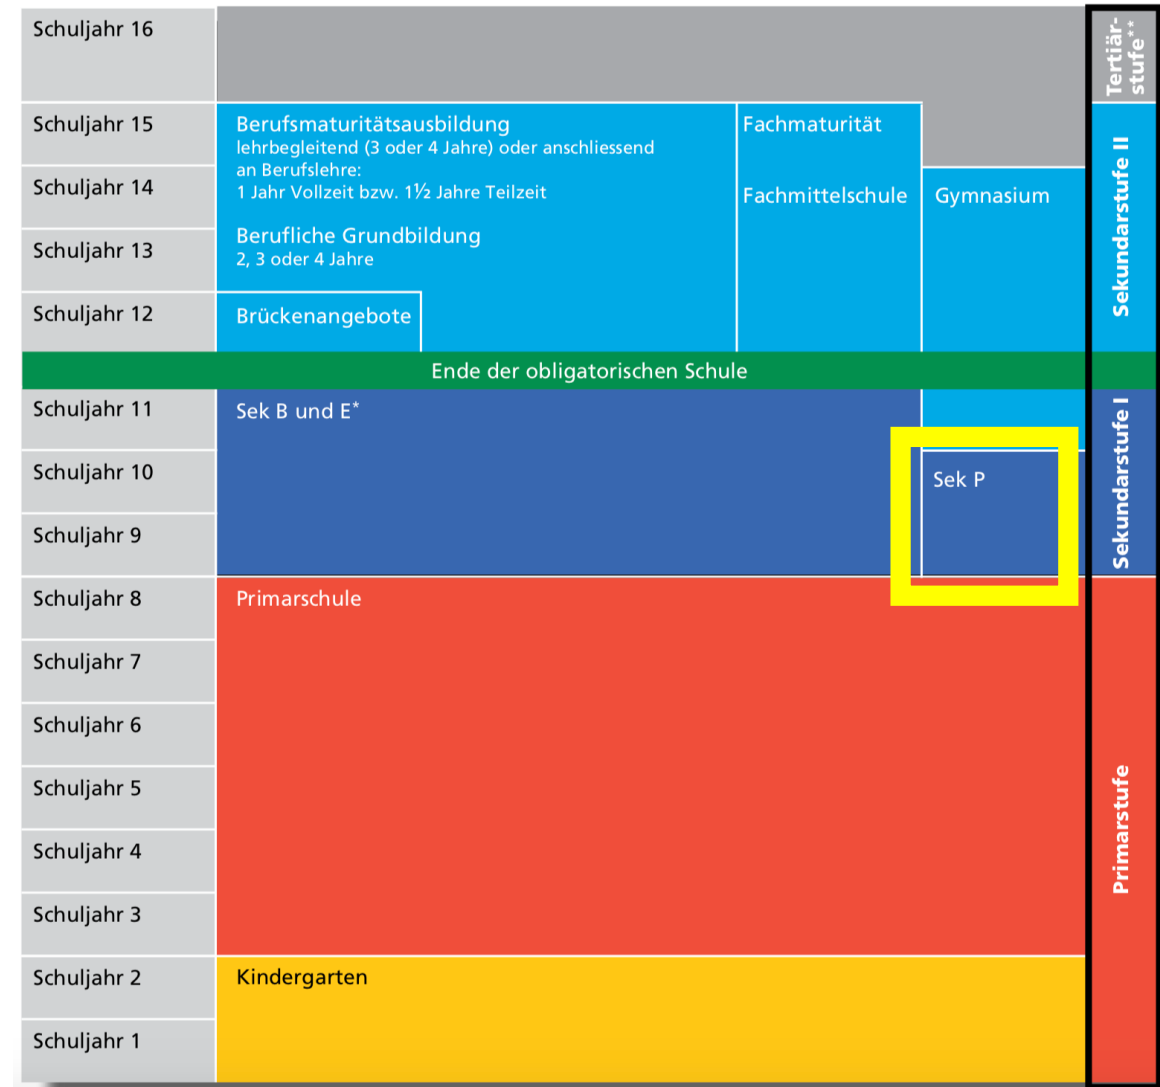 Schuljahr 16
Tertiär-
stufe**
Schuljahr 15
Berufsmaturitätsausbildung
lehrbegleitend (3 oder 4 Jahre) oder anschliessend
an Berufslehre:
1 Jahr Vollzeit bzw. 1½ Jahre Teilzeit
Fachmaturität
Schuljahr 14
Fachmittelschule
Gymnasium
Sekundarstufe II
Schuljahr 13
Berufliche Grundbildung
2, 3 oder 4 Jahre
Schuljahr 12
Brückenangebote
Ende der obligatorischen Schule
Schuljahr 11
Sek B und E*
Sekundarstufe I
Schuljahr 10
Sek P
Schuljahr 9
Schuljahr 8
Primarschule
Schuljahr 7
Schuljahr 6
Schuljahr 5
Primarstufe
Schuljahr 4
Schuljahr 3
Schuljahr 2
Kindergarten
Schuljahr 1